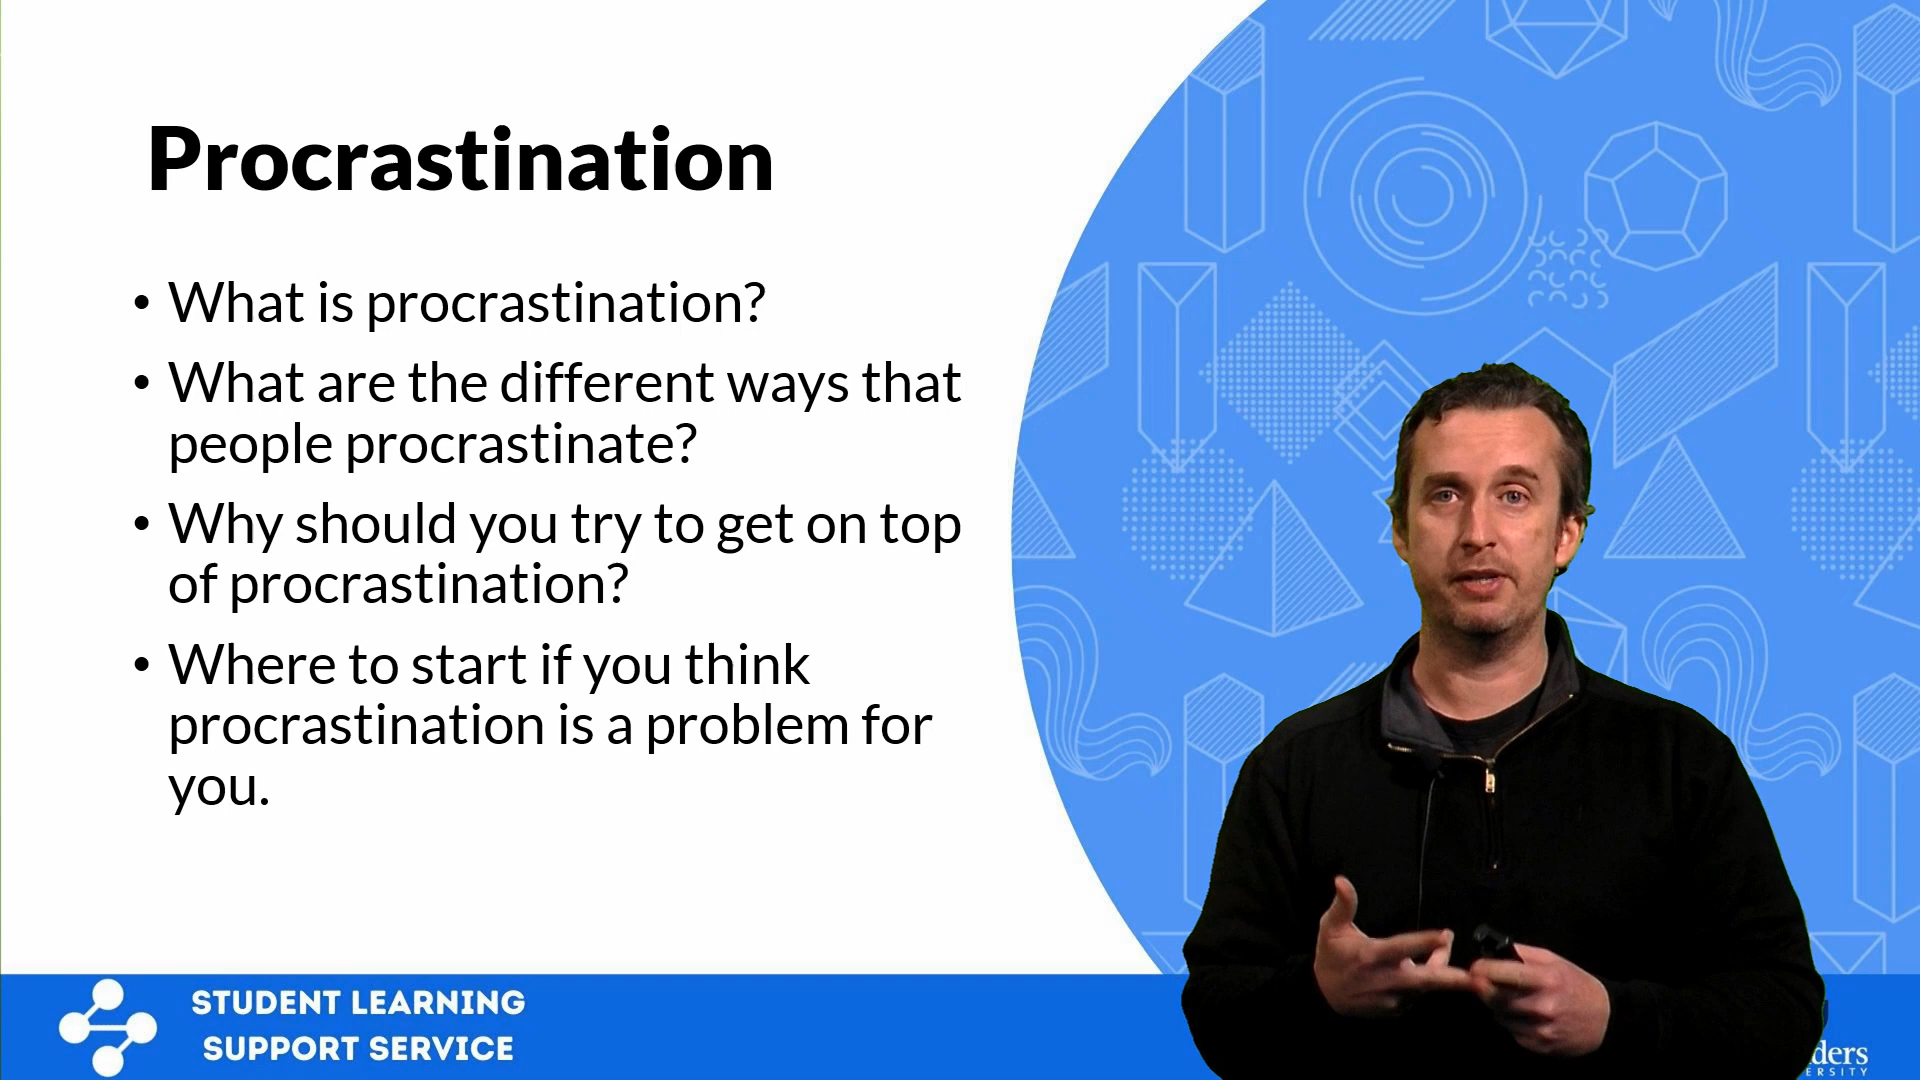 Procrastination
• What is procrastination?
• What are the different ways that
people procrastinate?
• Why should you try to get on top
of procrastination?
• Where to start if you think
procrastination is a problem for
you.
STUDENT LEARNING
SUPPORT SERVICE